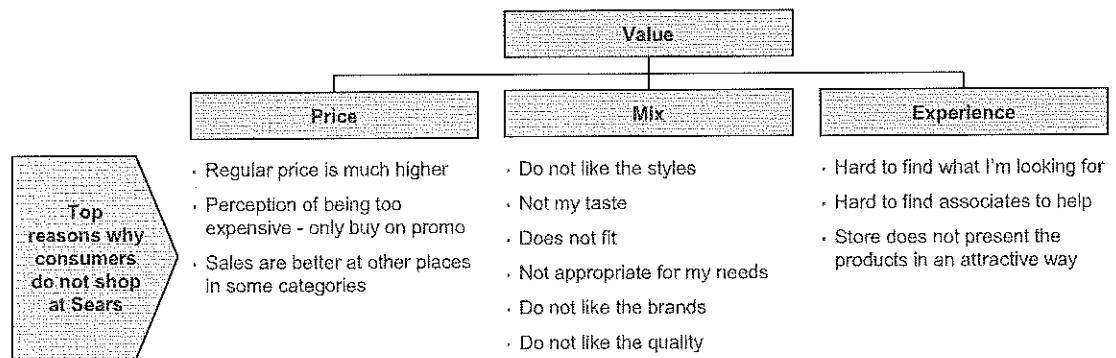 Value
Price
Mix
Experience
Top
reasons why
consumers
do not shop
at Sears
· Regular price is much higher
· Perception of being too
expensive - only buy on promo
· Sales are better at other places
in some categories
· Do not like the styles
· Not my taste
· Does not fit
· Not appropriate for my needs
· Do not like the brands
· Do not like the quality
· Hard to find what I'm looking for
· Hard to find associates to help
· Store does not present the
products in an attractive way